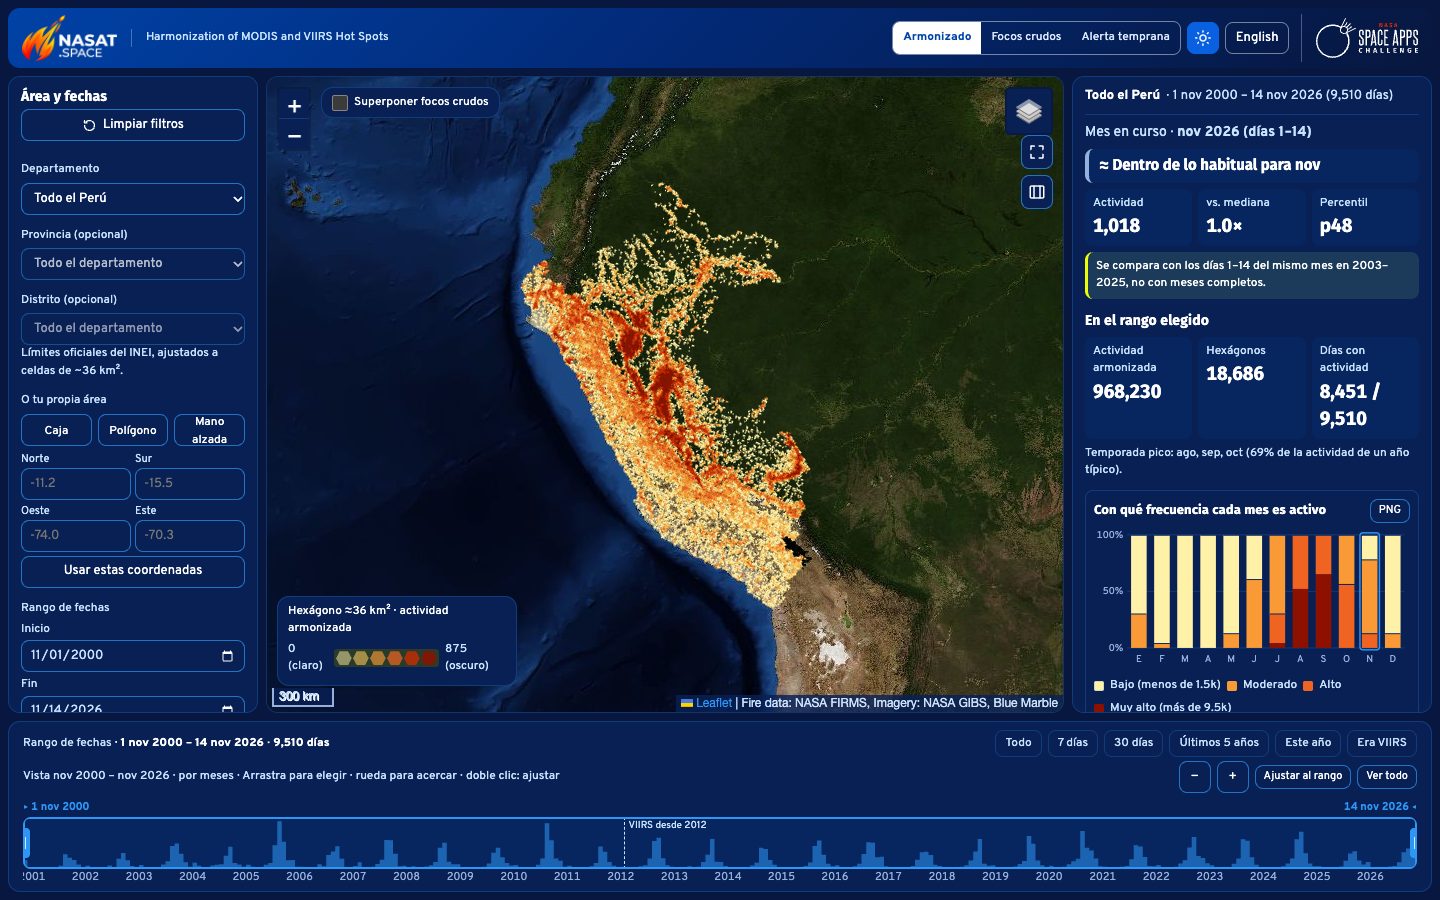 NASAT
.SPACE
Harmonization of MODIS and VIIRS Hot Spots
Armonizado
Focos crudos
Alerta temprana
English
NASA
SPACE APPS
CHALLENGE
Área y fechas
Limpiar filtros
Departamento
Todo el Perú
Provincia (opcional)
Todo el departamento
Distrito (opcional)
Todo el departamento
Límites oficiales del INEI, ajustados a
celdas de ~36 km².
O tu propia área
Caja
Polígono
Mano
alzada
Norte
Sur
-11.2
-15.5
Oeste
Este
-74.0
-70.3
Usar estas coordenadas
Rango de fechas
Inicio
11/01/2000
Fin
11/14/2026
+
−
Superponer focos crudos
Hexágono ≈36 km² · actividad
armonizada
0
(claro)
875
(oscuro)
300 km
Leaflet | Fire data: NASA FIRMS, Imagery: NASA GIBS, Blue Marble
Todo el Perú · 1 nov 2000 – 14 nov 2026 (9,510 días)
Mes en curso · nov 2026 (días 1–14)
≈ Dentro de lo habitual para nov
Actividad
1,018
vs. mediana
1.0×
Percentil
p48
Se compara con los días 1–14 del mismo mes en 2003–
2025, no con meses completos.
En el rango elegido
Actividad
armonizada
968,230
Hexágonos
18,686
Días con
actividad
8,451 /
9,510
Temporada pico: ago, sep, oct (69% de la actividad de un año
típico).
Con qué frecuencia cada mes es activo
PNG
100%
50%
0%
E F M A M J J A S O N D
Bajo (menos de 1.5k)
Moderado
Alto
Muy alto (más de 9.5k)
Rango de fechas · 1 nov 2000 – 14 nov 2026 · 9,510 días
Todo
7 días
30 días
Últimos 5 años
Este año
Era VIIRS
Vista nov 2000 – nov 2026 · por meses · Arrastra para elegir · rueda para acercar · doble clic: ajustar
−
+
Ajustar al rango
Ver todo
▸ 1 nov 2000
14 nov 2026 ◂
VIIRS desde 2012
2001 2002 2003 2004 2005 2006 2007 2008 2009 2010 2011 2012 2013 2014 2015 2016 2017 2018 2019 2020 2021 2022 2023 2024 2025 2026